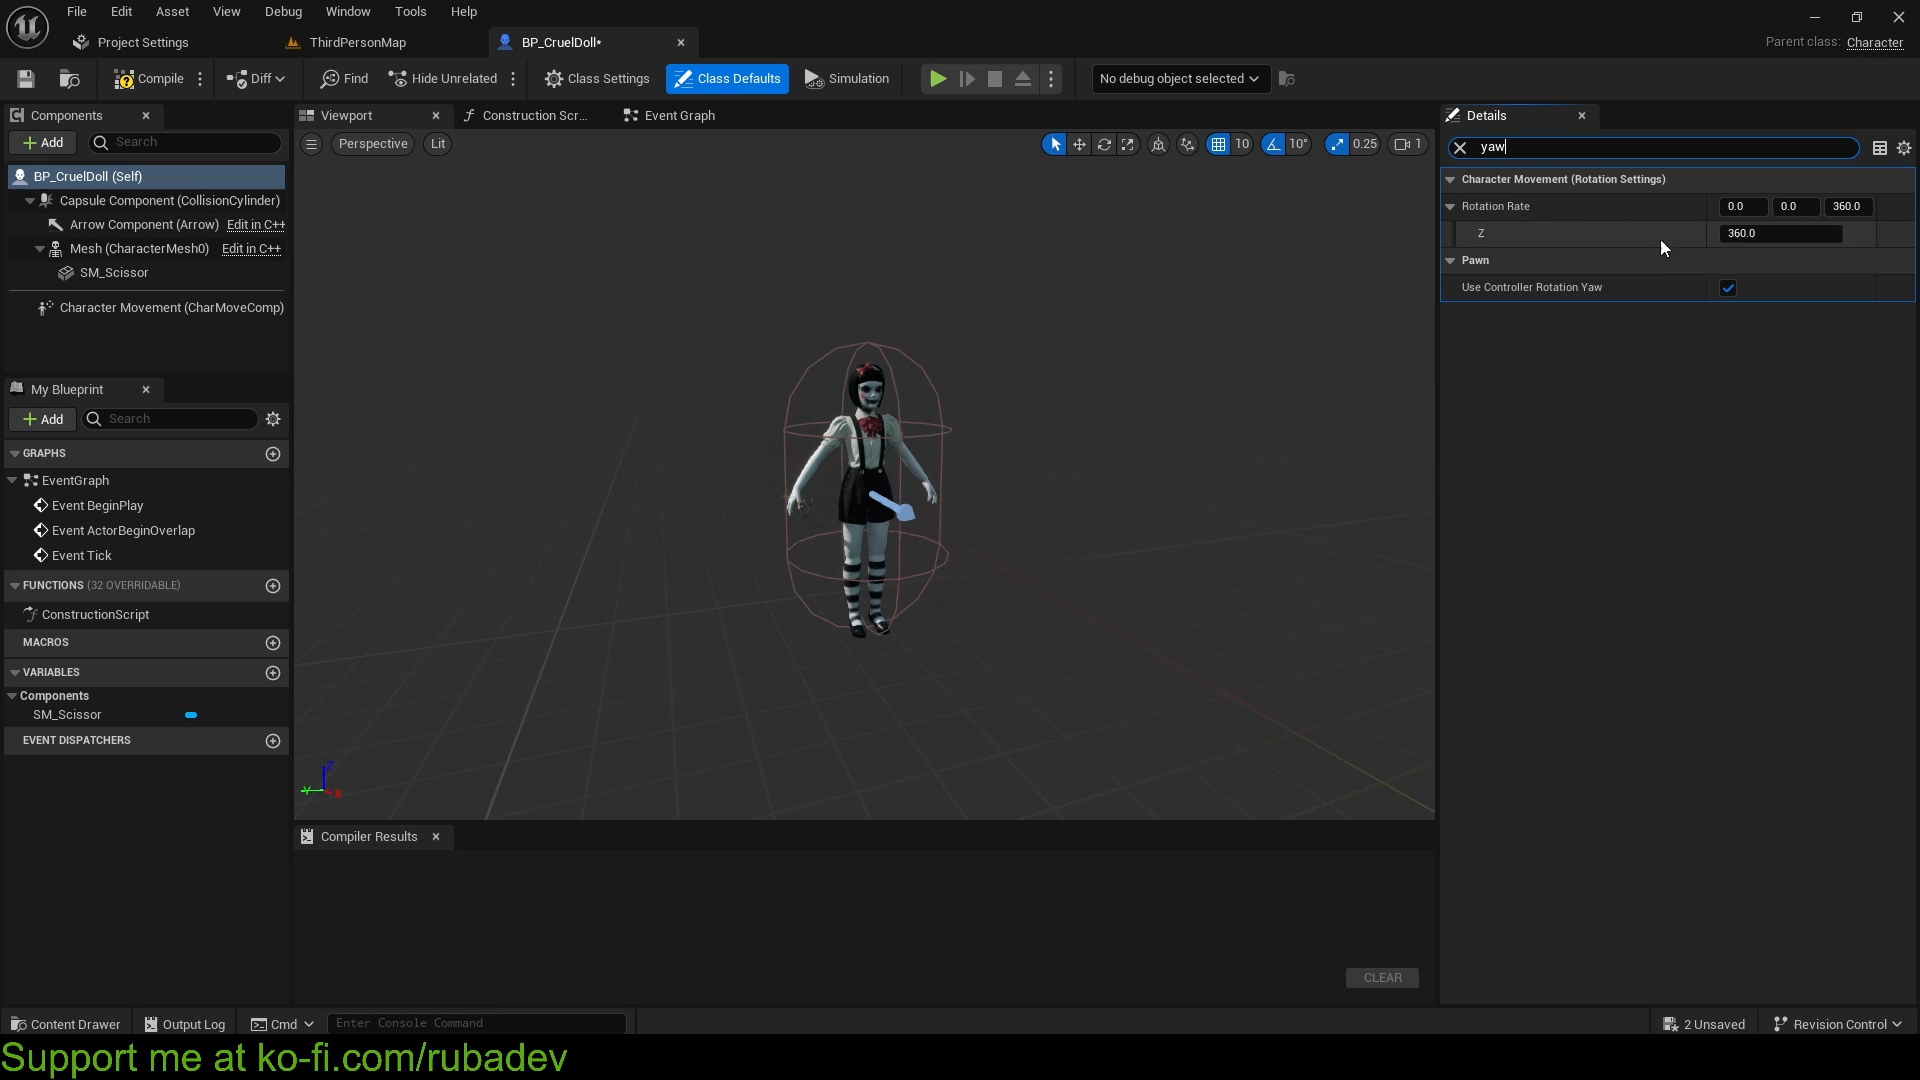 File Edit Asset View Debug Window Tools Help
Project Settings ThirdPersonMap BP_CruelDoll* Parent class: Character
Compile Diff Find Hide Unrelated Class Settings Class Defaults Simulation No debug object selected
Components Viewport Construction Scr... Event Graph Details
Add Search Perspective Lit 10 10° 0.25 1 yaw
BP_CruelDoll (Self) Character Movement (Rotation Settings)
Capsule Component (CollisionCylinder) Rotation Rate 0.0 0.0 360.0
Arrow Component (Arrow) Edit in C++ Z 360.0
Mesh (CharacterMesh0) Edit in C++ Pawn
SM_Scissor Use Controller Rotation Yaw
Character Movement (CharMoveComp)
My Blueprint
Add Search
GRAPHS
EventGraph
Event BeginPlay
Event ActorBeginOverlap
Event Tick
FUNCTIONS (32 OVERRIDABLE)
ConstructionScript
MACROS
VARIABLES
Components
SM_Scissor
EVENT DISPATCHERS
Z
Y X
Compiler Results
CLEAR
Content Drawer Output Log Cmd Enter Console Command 2 Unsaved Revision Control
Support me at ko-fi.com/rubadev